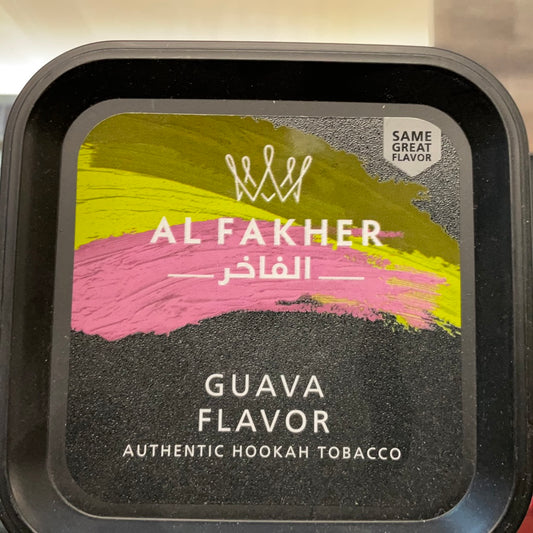 SAME
GREAT
FLAVOR
AL FAKHER
الفاخر
GUAVA
FLAVOR
AUTHENTIC HOOKAH TOBACCO